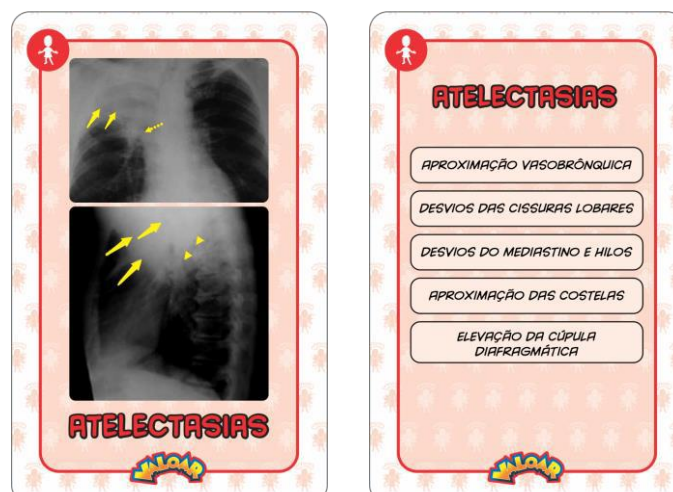 ATELECTASIAS
VALOAR
ATELECTASIAS
APROXIMAÇÃO VASOBRÔNQUICA
DESVIOS DAS CISSURAS LOBARES
DESVIOS DO MEDIASTINO E HILOS
APROXIMAÇÃO DAS COSTELAS
ELEVAÇÃO DA CÚPULA
DIAFRAGMÁTICA
VALOAR